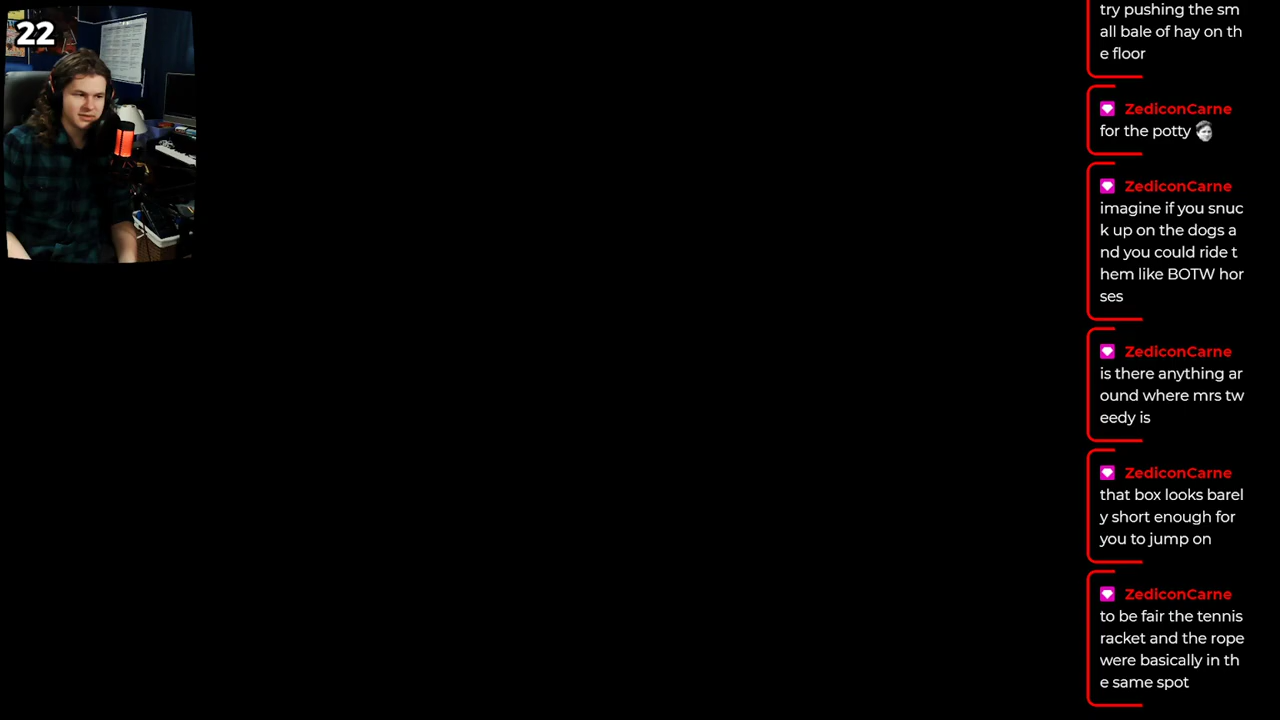 22
try pushing the sm
all bale of hay on th
e floor
ZediconCarne
for the potty
ZediconCarne
imagine if you snuc
k up on the dogs a
nd you could ride t
hem like BOTW hor
ses
ZediconCarne
is there anything ar
ound where mrs tw
eedy is
ZediconCarne
that box looks barel
y short enough for
you to jump on
ZediconCarne
to be fair the tennis
racket and the rope
were basically in th
e same spot